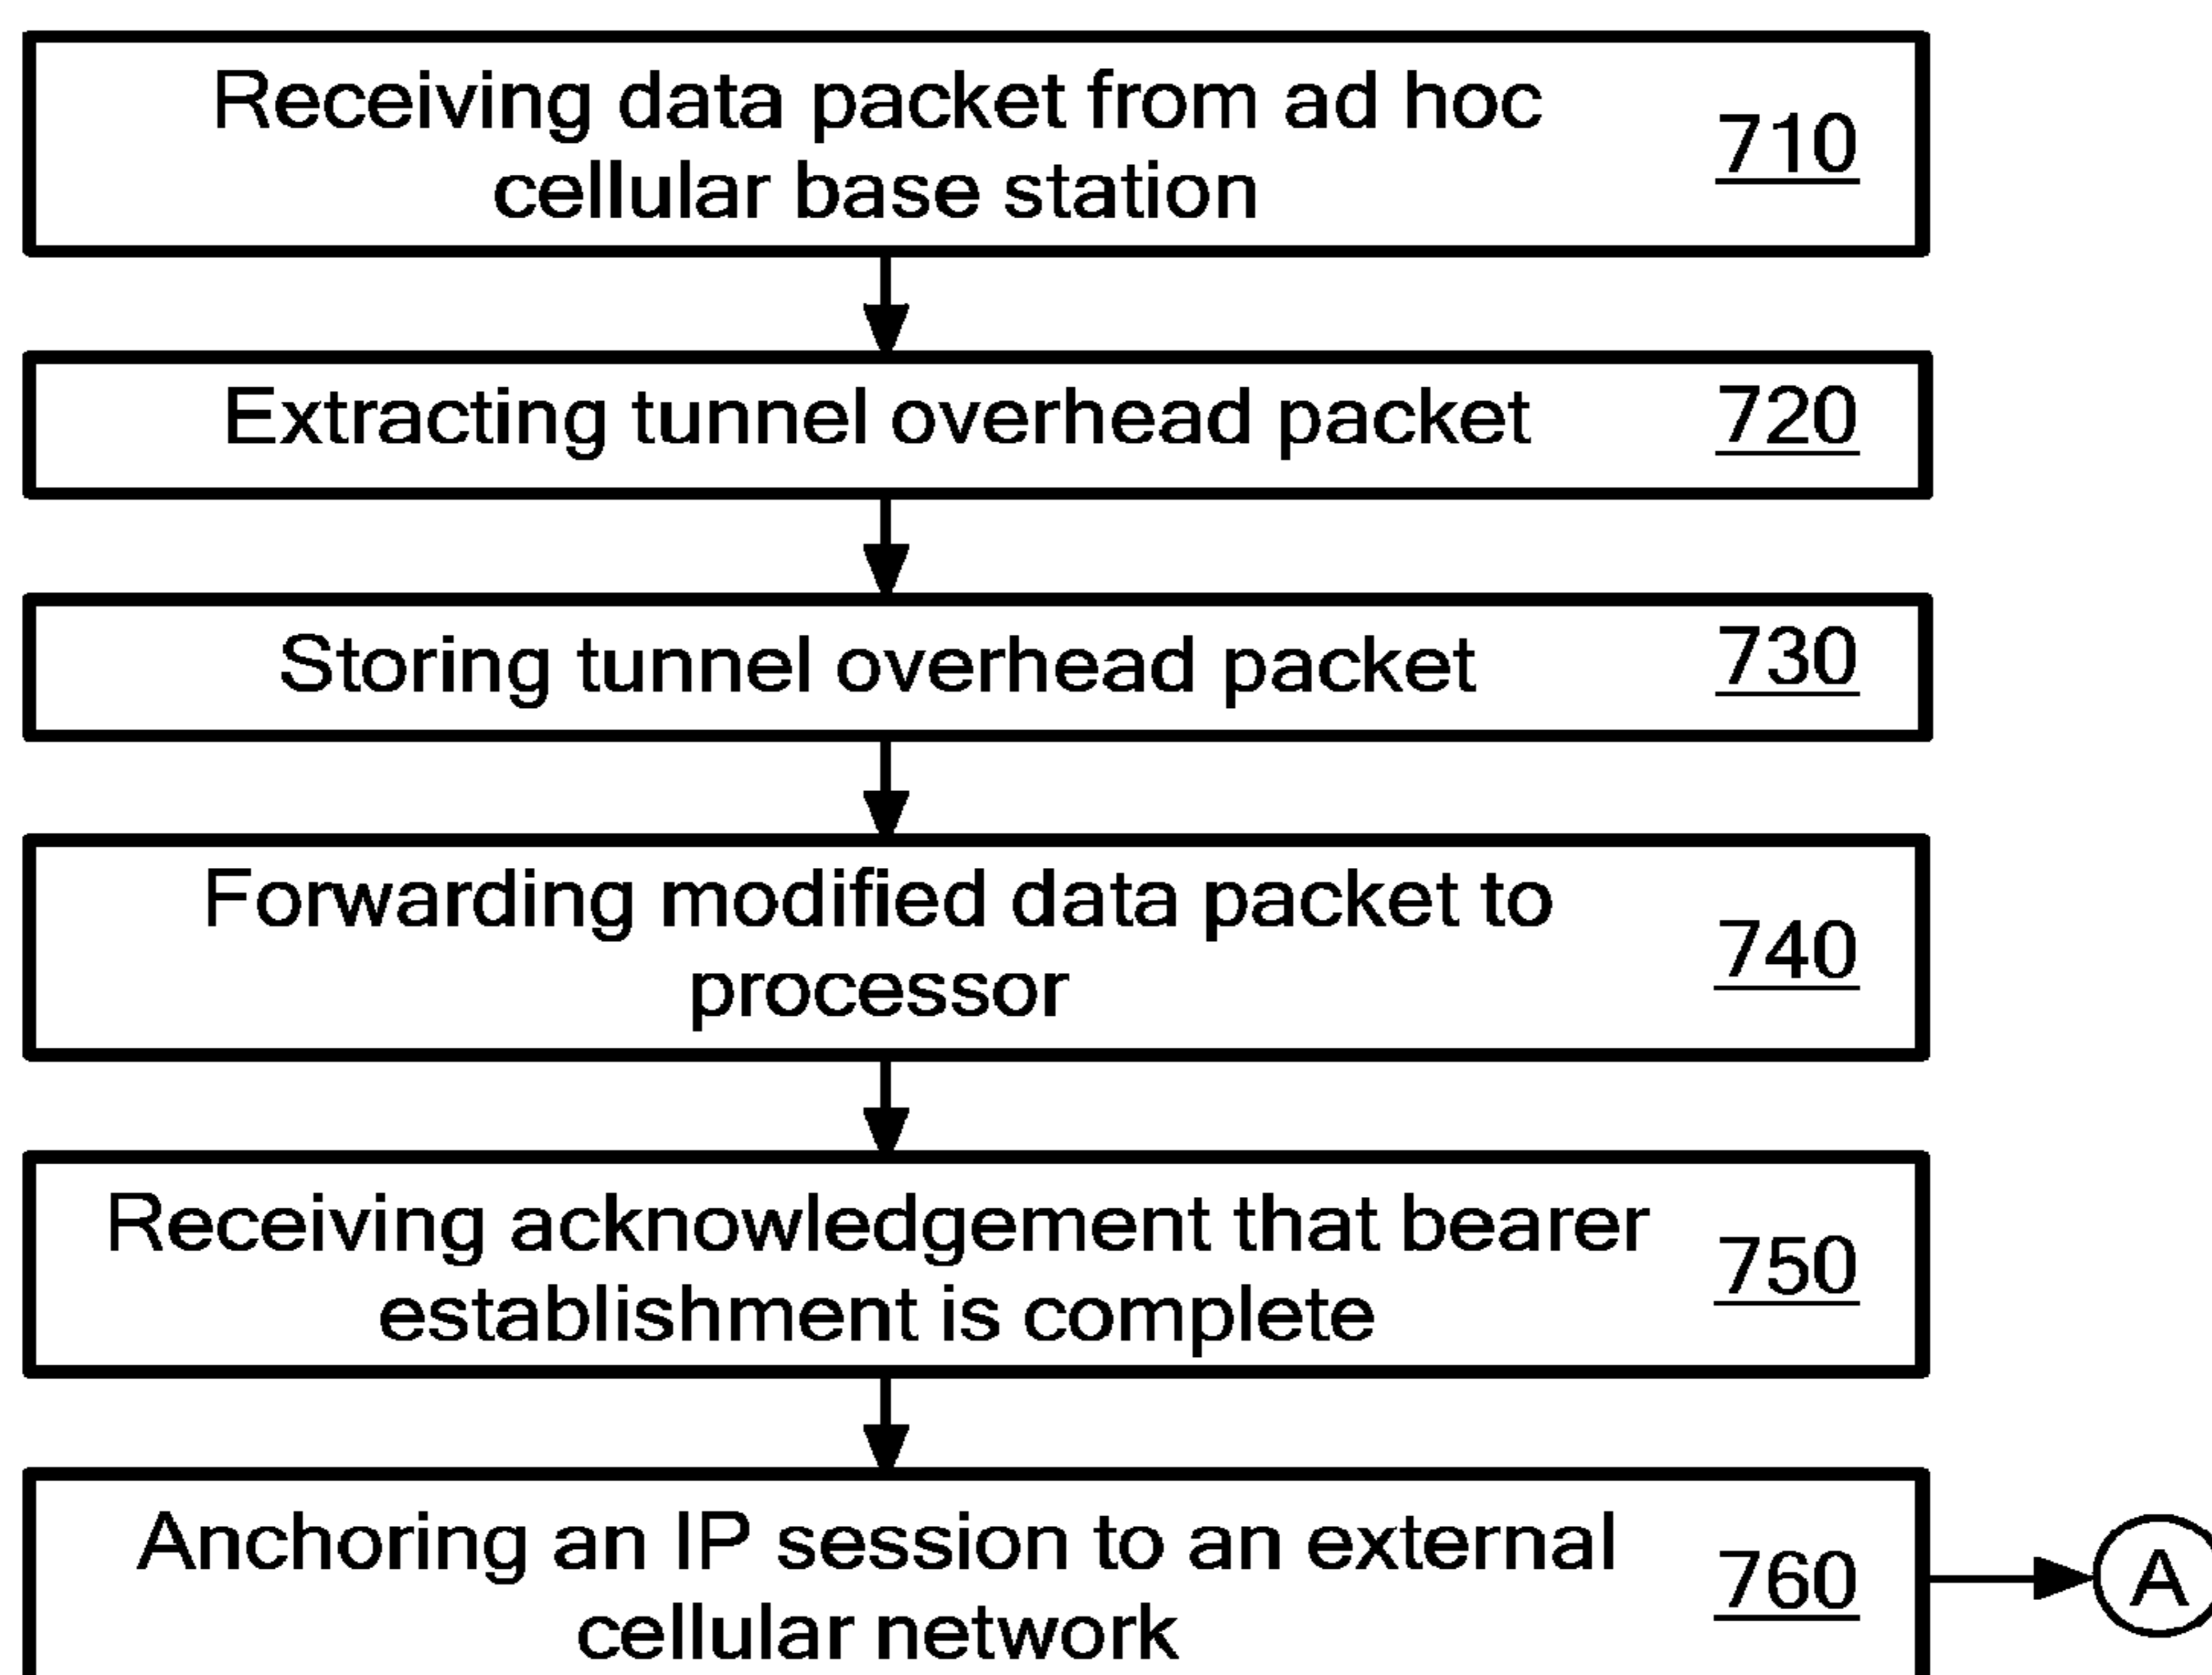 Receiving data packet from ad hoc
cellular base station
710
Extracting tunnel overhead packet
720
Storing tunnel overhead packet
730
Forwarding modified data packet to
processor
740
Receiving acknowledgement that bearer
establishment is complete
750
Anchoring an IP session to an external
cellular network
760
A